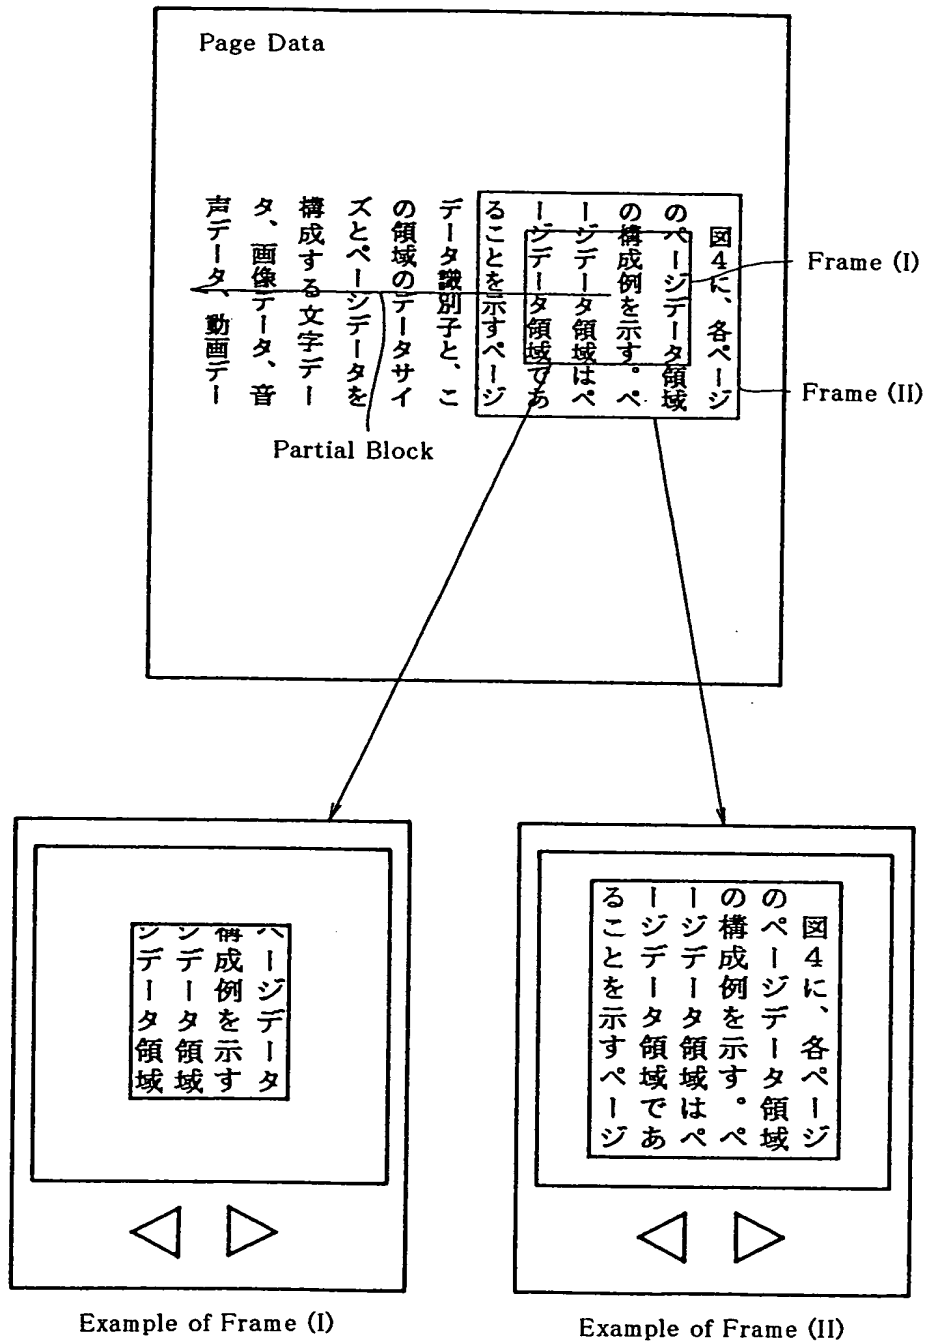 Page Data
図4に、各ページ
のページデータ領域
の構成例を示す。ペ
ージデータ領域はペ
ージデータ領域であ
ることを示すページ
データ識別子と、こ
の領域のデータサイ
ズとページデータを
構成する文字デー
タ、画像データ、音
声データ、動画デー
Frame (I)
Frame (II)
Partial Block
ページデータ
構成例を示す
ジデータ領域
ジデータ領域
Example of Frame (I)
図4に、各ページ
のページデータ領域
の構成例を示す。ペ
ージデータ領域はペ
ージデータ領域であ
ることを示すページ
Example of Frame (II)